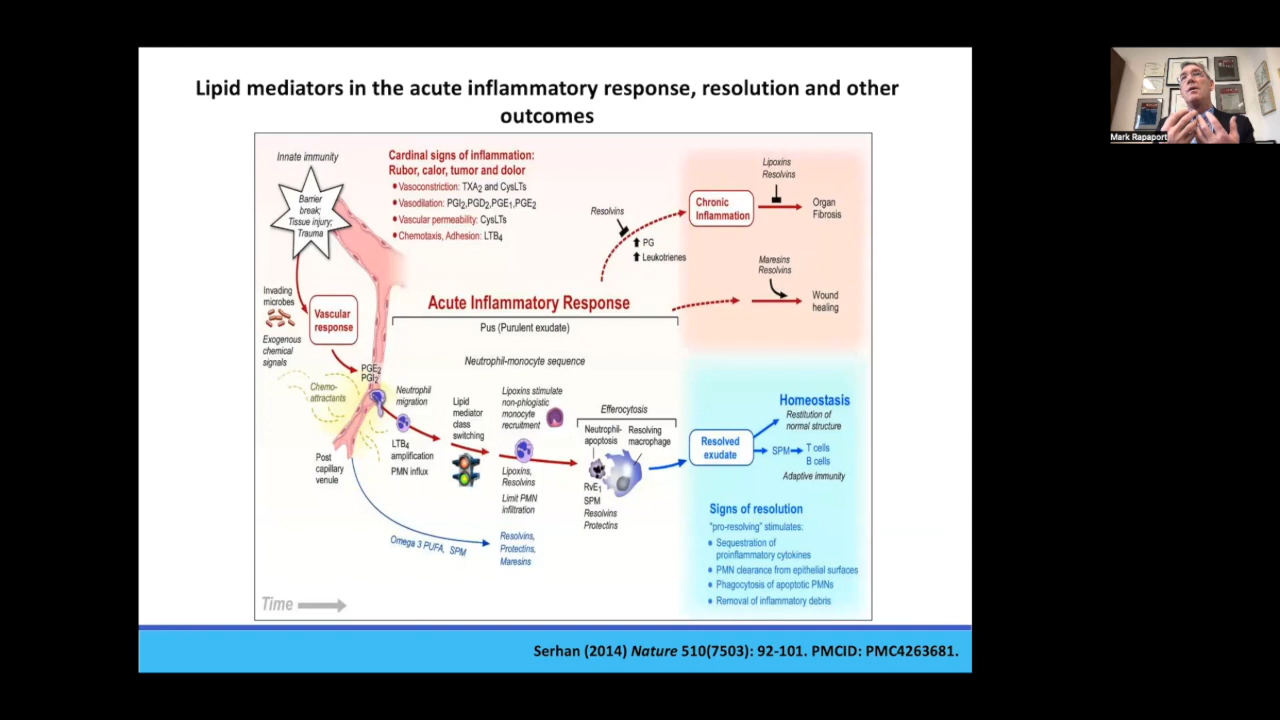 Lipid mediators in the acute inflammatory response, resolution and other
outcomes
Innate immunity
Barrier
break;
Tissue injury;
Trauma
Cardinal signs of inflammation:
Rubor, calor, tumor and dolor
• Vasoconstriction: TXA2 and CysLTs
• Vasodilation: PGI2,PGD2,PGE1,PGE2
• Vascular permeability: CysLTs
• Chemotaxis, Adhesion: LTB4
Invading
microbes
Exogenous
chemical
signals
Vascular
response
Chemo-
attractants
PGE2
PGI2
Post
capillary
venule
Acute Inflammatory Response
Pus (Purulent exudate)
Neutrophil-monocyte sequence
Neutrophil
migration
LTB4
amplification
PMN influx
Lipid
mediator
class
switching
Lipoxins stimulate
non-phlogistic
monocyte
recruitment
Lipoxins,
Resolvins
Limit PMN
infiltration
Efferocytosis
Neutrophil-
apoptosis
Resolving
macrophage
RvE1
SPM
Resolvins
Protectins
Omega 3 PUFA, SPM
Resolvins,
Protectins,
Maresins
Time
Resolvins
PG
Leukotrienes
Chronic
Inflammation
Lipoxins
Resolvins
Organ
Fibrosis
Maresins
Resolvins
Wound
healing
Resolved
exudate
Homeostasis
Restitution of
normal structure
SPM
T cells
B cells
Adaptive immunity
Signs of resolution
"pro-resolving" stimulates:
• Sequestration of
proinflammatory cytokines
• PMN clearance from epithelial surfaces
• Phagocytosis of apoptotic PMNs
• Removal of inflammatory debris
Serhan (2014) Nature 510(7503): 92-101. PMCID: PMC4263681.
Mark Rapaport